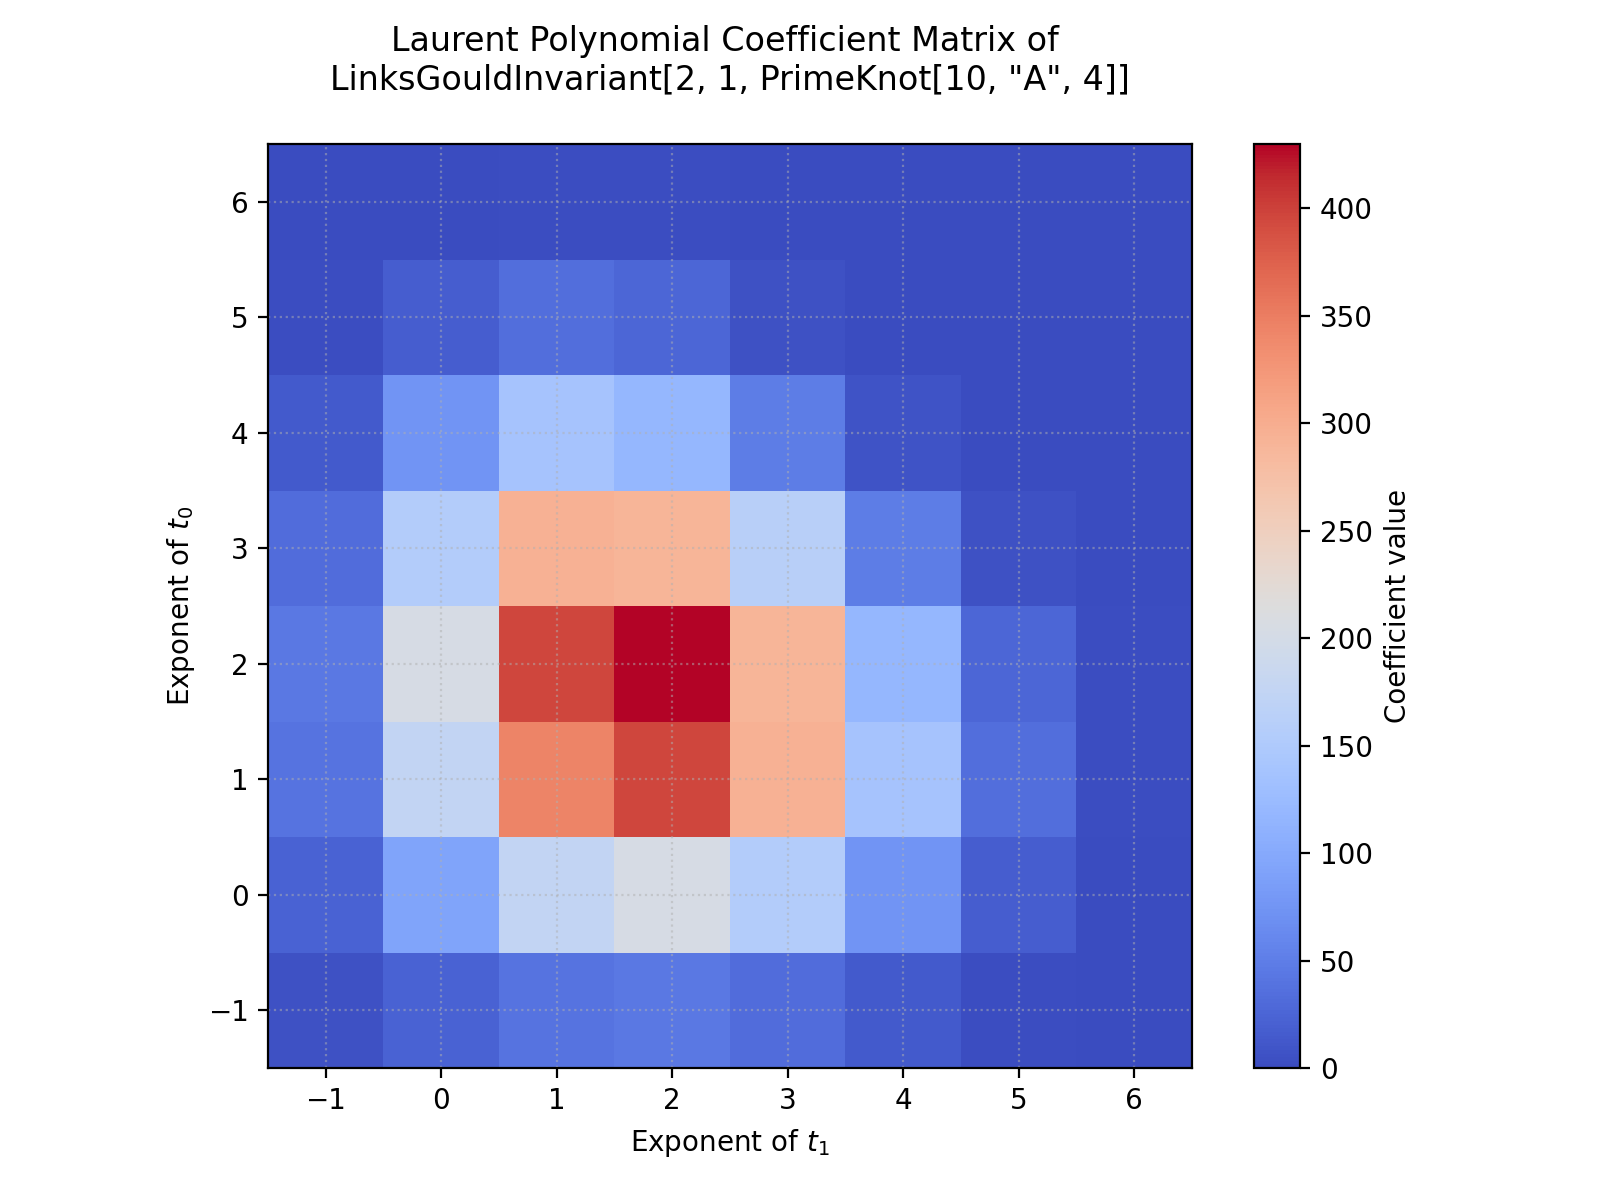 Laurent Polynomial Coefficient Matrix of
LinksGouldInvariant[2, 1, PrimeKnot[10, "A", 4]]
6
5
4
3
2
1
0
−1
Exponent of t₀
−1 0 1 2 3 4 5 6
Exponent of t₁
400
350
300
250
200
150
100
50
0
Coefficient value